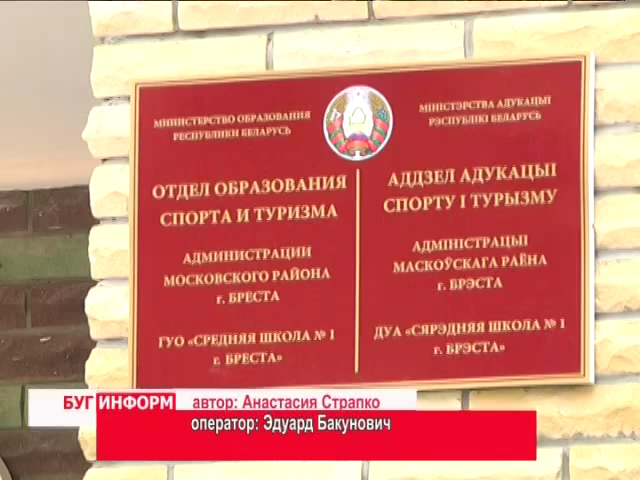 МИНИСТЕРСТВО ОБРАЗОВАНИЯ
РЕСПУБЛИКИ БЕЛАРУСЬ
ОТДЕЛ ОБРАЗОВАНИЯ
СПОРТА И ТУРИЗМА
АДМИНИСТРАЦИИ
МОСКОВСКОГО РАЙОНА
г. БРЕСТА
ГУО «СРЕДНЯЯ ШКОЛА № 1
г. БРЕСТА»
МІНІСТЭРСТВА АДУКАЦЫІ
РЭСПУБЛІКІ БЕЛАРУСЬ
АДДЗЕЛ АДУКАЦЫІ
СПОРТУ І ТУРЫЗМУ
АДМІНІСТРАЦЫІ
МАСКОЎСКАГА РАЁНА
г. БРЭСТА
ДУА «СЯРЭДНЯЯ ШКОЛА № 1
г. БРЭСТА»
БУГ ИНФОРМ
автор: Анастасия Страпко
оператор: Эдуард Бакунович